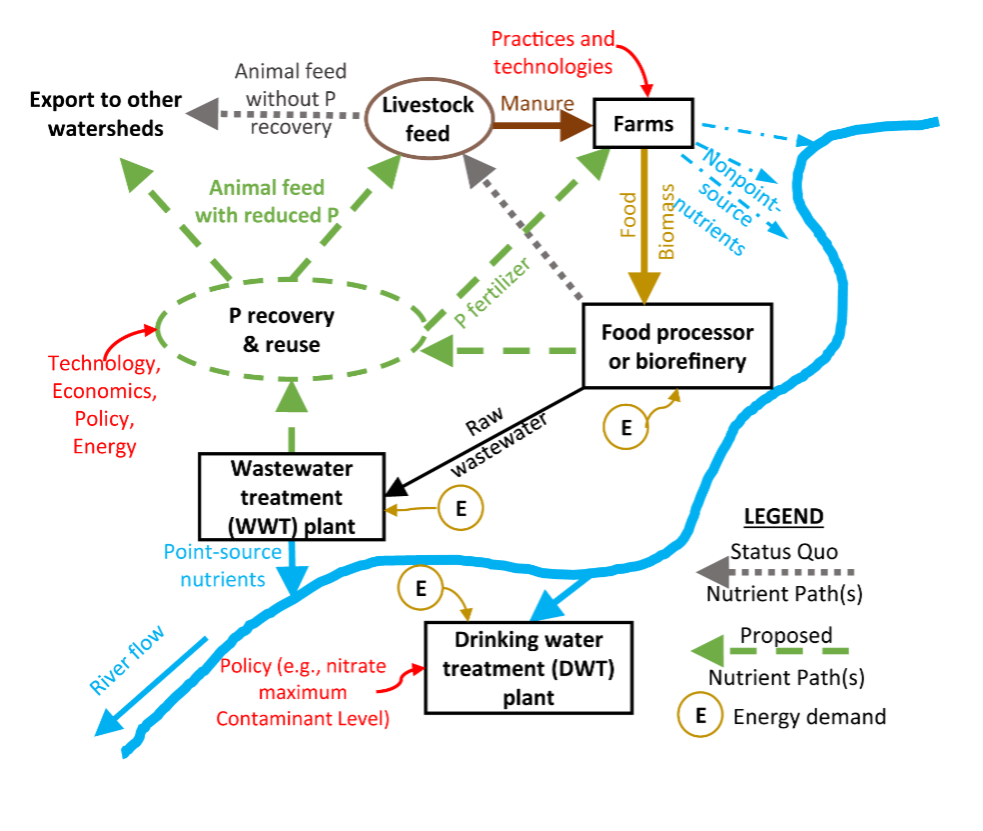 Practices and
technologies
Animal feed
without P
recovery
Export to other
watersheds
Livestock
feed
Manure
Farms
Nonpoint-
source
nutrients
Animal feed
with reduced P
Food
Biomass
P fertilizer
P recovery
& reuse
Food processor
or biorefinery
Technology,
Economics,
Policy,
Energy
E
Raw
wastewater
Wastewater
treatment
(WWT) plant
E
Point-source
nutrients
E
River flow
Drinking water
treatment (DWT)
plant
Policy (e.g., nitrate
maximum
Contaminant Level)
LEGEND
Status Quo
Nutrient Path(s)
Proposed
Nutrient Path(s)
E Energy demand